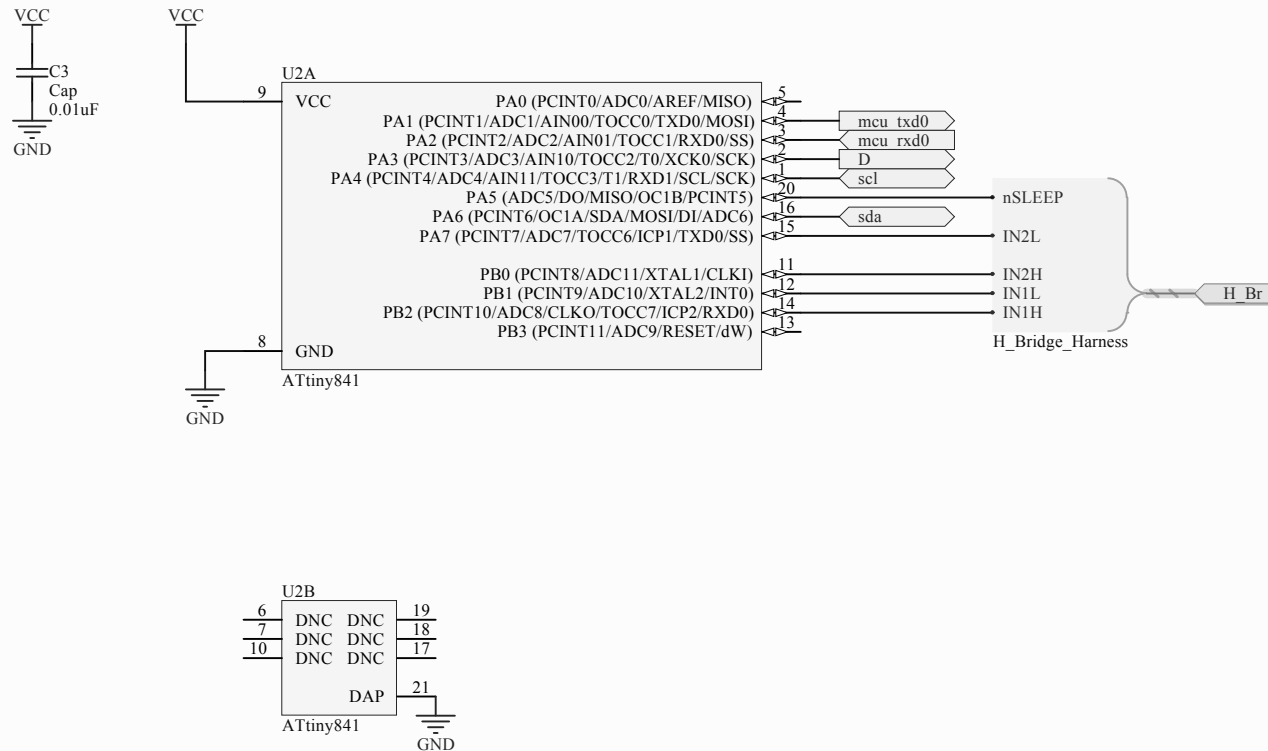 VCC
VCC
C3
Cap
0.01uF
GND
U2A
9
VCC
PA0 (PCINT0/ADC0/AREF/MISO)
5
PA1 (PCINT1/ADC1/AIN00/TOCC0/TXD0/MOSI)
4
mcu_txd0
PA2 (PCINT2/ADC2/AIN01/TOCC1/RXD0/SS)
3
mcu_rxd0
PA3 (PCINT3/ADC3/AIN10/TOCC2/T0/XCK0/SCK)
2
D
PA4 (PCINT4/ADC4/AIN11/TOCC3/T1/RXD1/SCL/SCK)
1
scl
PA5 (ADC5/DO/MISO/OC1B/PCINT5)
20
nSLEEP
PA6 (PCINT6/OC1A/SDA/MOSI/DI/ADC6)
16
sda
PA7 (PCINT7/ADC7/TOCC6/ICP1/TXD0/SS)
15
IN2L
PB0 (PCINT8/ADC11/XTAL1/CLKI)
11
IN2H
PB1 (PCINT9/ADC10/XTAL2/INT0)
12
IN1L
PB2 (PCINT10/ADC8/CLKO/TOCC7/ICP2/RXD0)
14
IN1H
PB3 (PCINT11/ADC9/RESET/dW)
13
H_Br
H_Bridge_Harness
8
GND
ATtiny841
GND
U2B
6
DNC
DNC
19
7
DNC
DNC
18
10
DNC
DNC
17
DAP
21
ATtiny841
GND